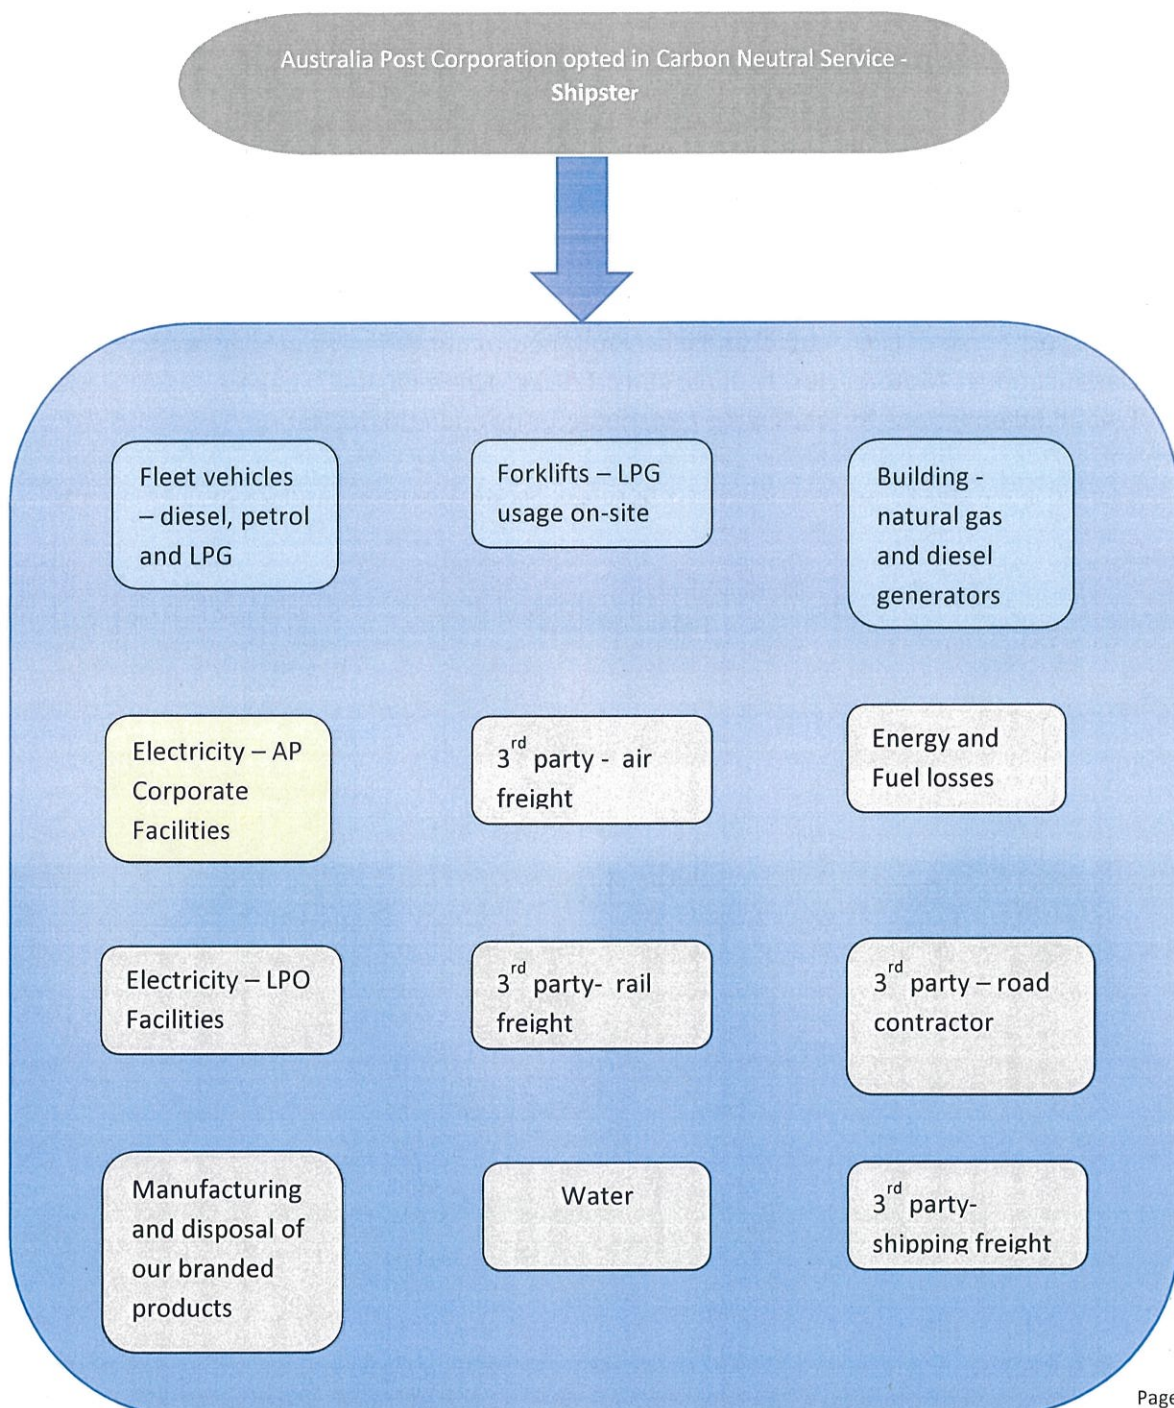 Australia Post Corporation opted in Carbon Neutral Service -
Shipster
Fleet vehicles
– diesel, petrol
and LPG
Forklifts – LPG
usage on-site
Building -
natural gas
and diesel
generators
Electricity – AP
Corporate
Facilities
3rd party - air
freight
Energy and
Fuel losses
Electricity – LPO
Facilities
3rd party- rail
freight
3rd party – road
contractor
Manufacturing
and disposal of
our branded
products
Water
3rd party-
shipping freight
Page